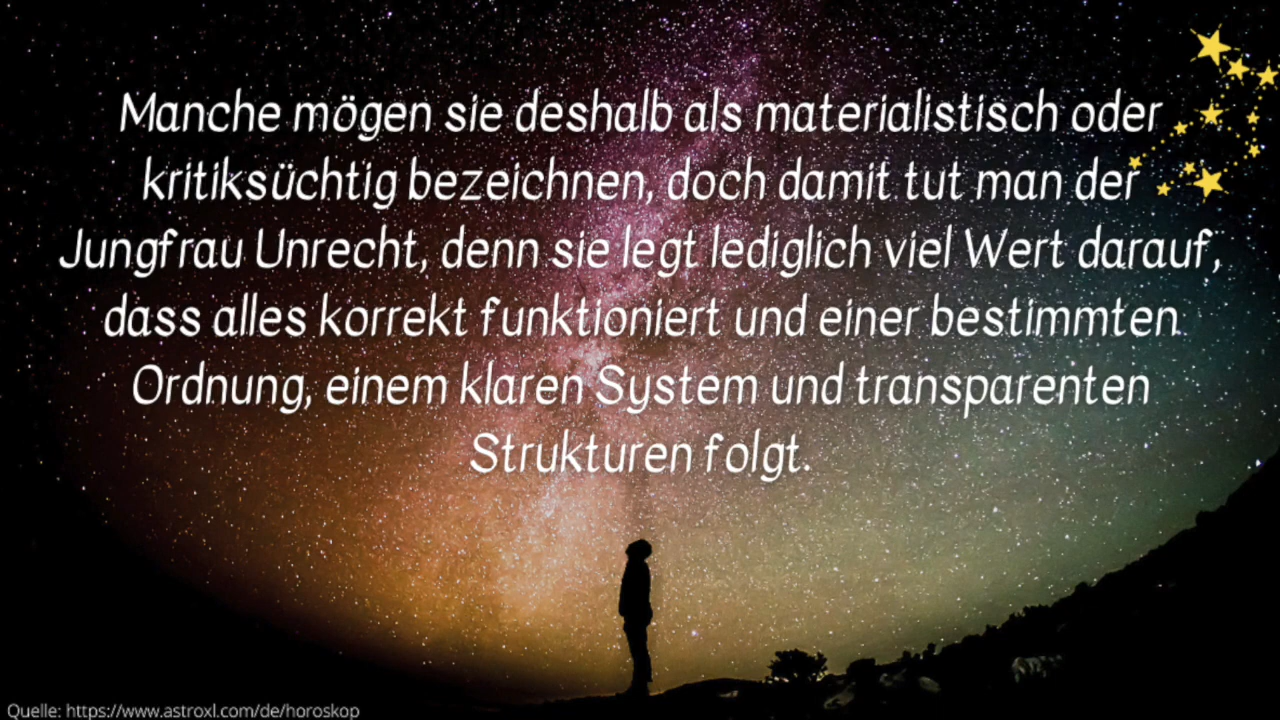 Manche mögen sie deshalb als materialistisch oder
kritiksüchtig bezeichnen, doch damit tut man der
Jungfrau Unrecht, denn sie legt lediglich viel Wert darauf,
dass alles korrekt funktioniert und einer bestimmten
Ordnung, einem klaren System und transparenten
Strukturen folgt.
Quelle: https://www.astroxl.com/de/horoskop